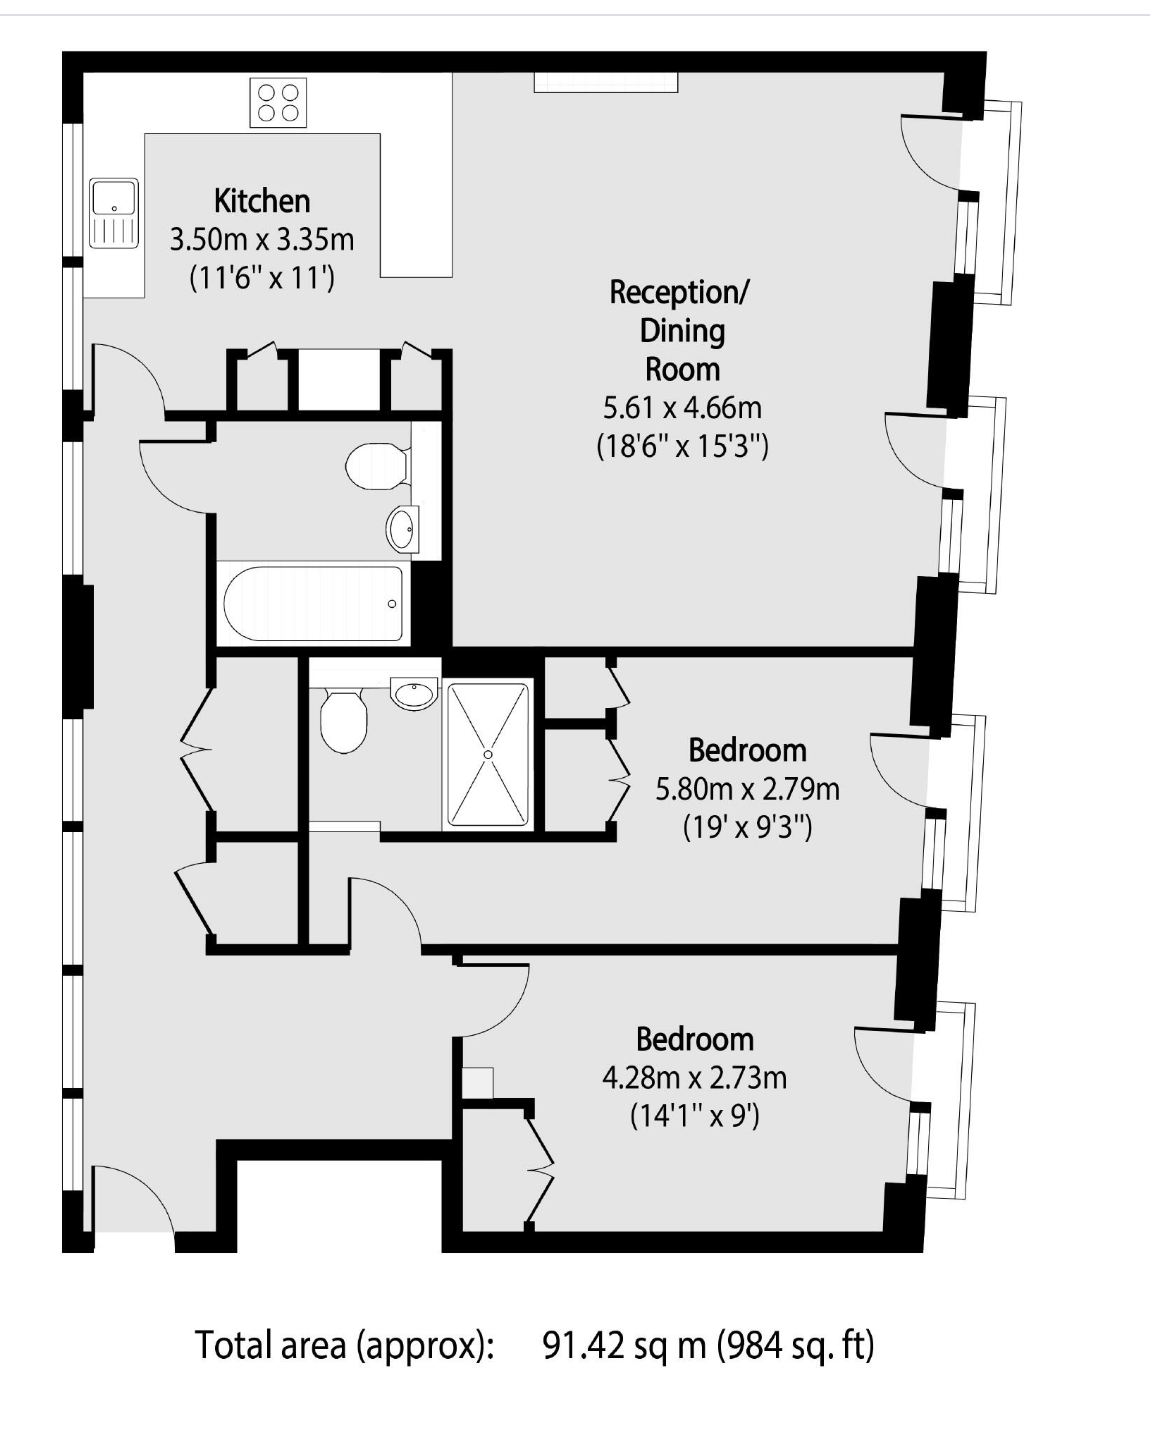 Kitchen
3.50m x 3.35m
(11'6" x 11')
Reception/
Dining
Room
5.61 x 4.66m
(18'6" x 15'3")
Bedroom
5.80m x 2.79m
(19' x 9'3")
Bedroom
4.28m x 2.73m
(14'1" x 9')
Total area (approx): 91.42 sq m (984 sq. ft)